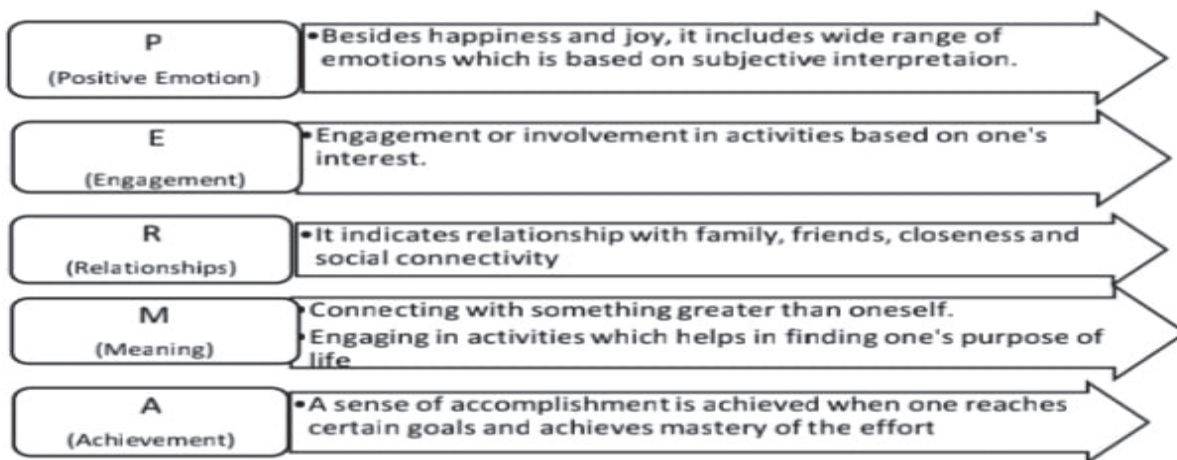 P
(Positive Emotion)
•Besides happiness and joy, it includes wide range of
emotions which is based on subjective interpretaion.
E
(Engagement)
•Engagement or involvement in activities based on one's
interest.
R
(Relationships)
•It indicates relationship with family, friends, closeness and
social connectivity
M
(Meaning)
•Connecting with something greater than oneself.
•Engaging in activities which helps in finding one's purpose of
life
A
(Achievement)
•A sense of accomplishment is achieved when one reaches
certain goals and achieves mastery of the effort